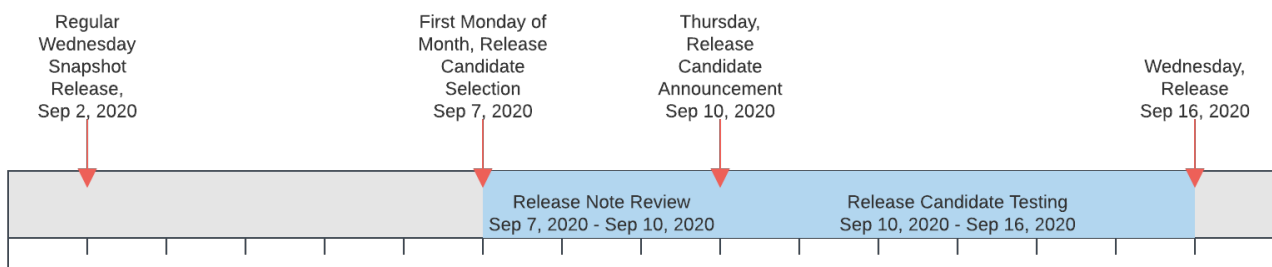 Regular
Wednesday
Snapshot
Release,
Sep 2, 2020
First Monday of
Month, Release
Candidate
Selection
Sep 7, 2020
Thursday,
Release
Candidate
Announcement
Sep 10, 2020
Wednesday,
Release
Sep 16, 2020
Release Note Review
Sep 7, 2020 - Sep 10, 2020
Release Candidate Testing
Sep 10, 2020 - Sep 16, 2020